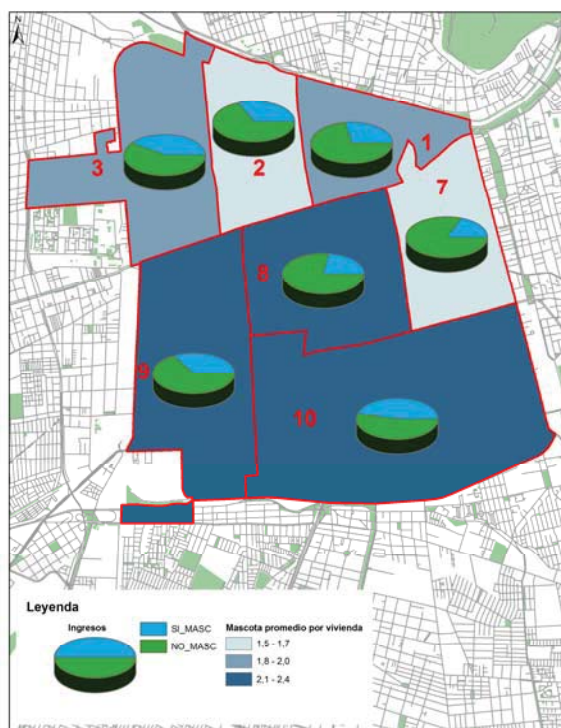 N
1
3
2
7
8
9
10
Leyenda
Ingresos
SI_MASC
NO_MASC
Mascota promedio por vivienda
1,5 - 1,7
1,8 - 2,0
2,1 - 2,4